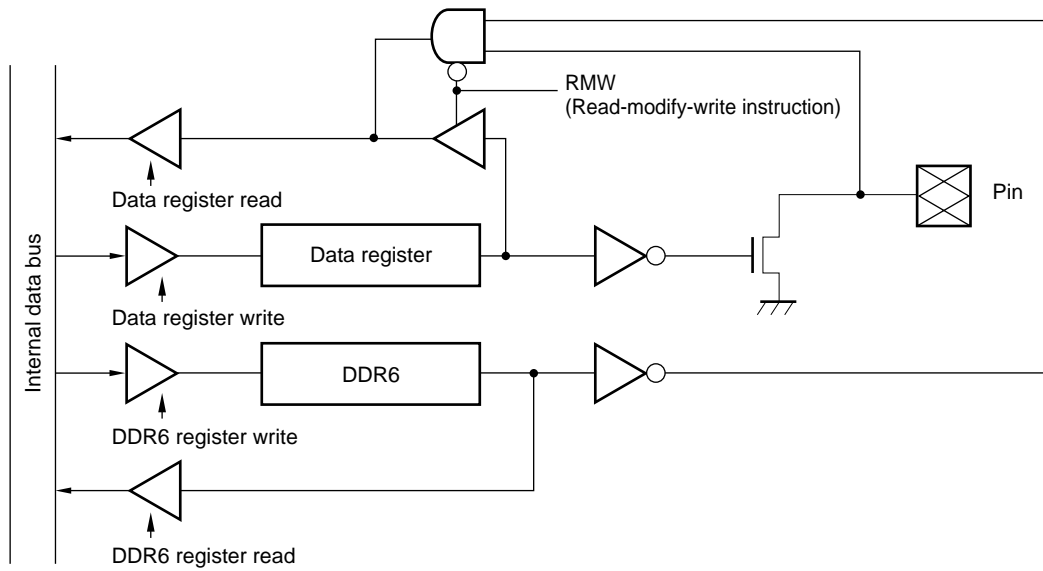 RMW
(Read-modify-write instruction)
Data register read
Pin
Data register
Data register write
Internal data bus
DDR6
DDR6 register write
DDR6 register read